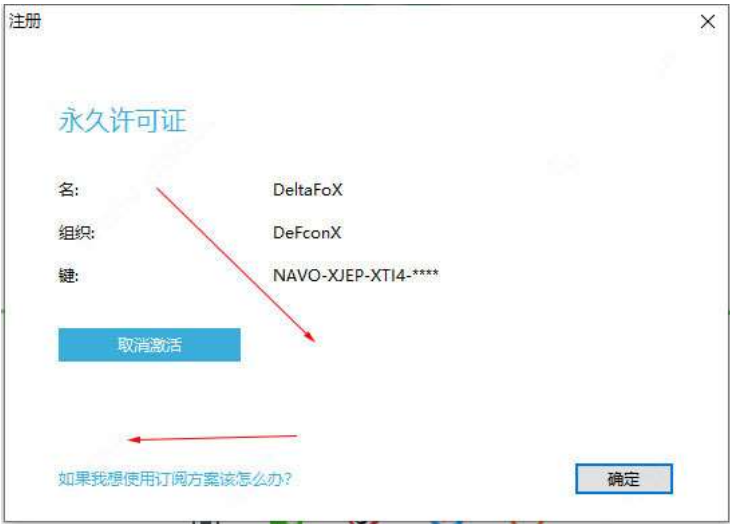 注册
永久许可证
名: DeltaFoX
组织: DeFconX
键: NAVO-XJEP-XTI4-****
取消激活
如果我想使用订阅方案该怎么办?
确定